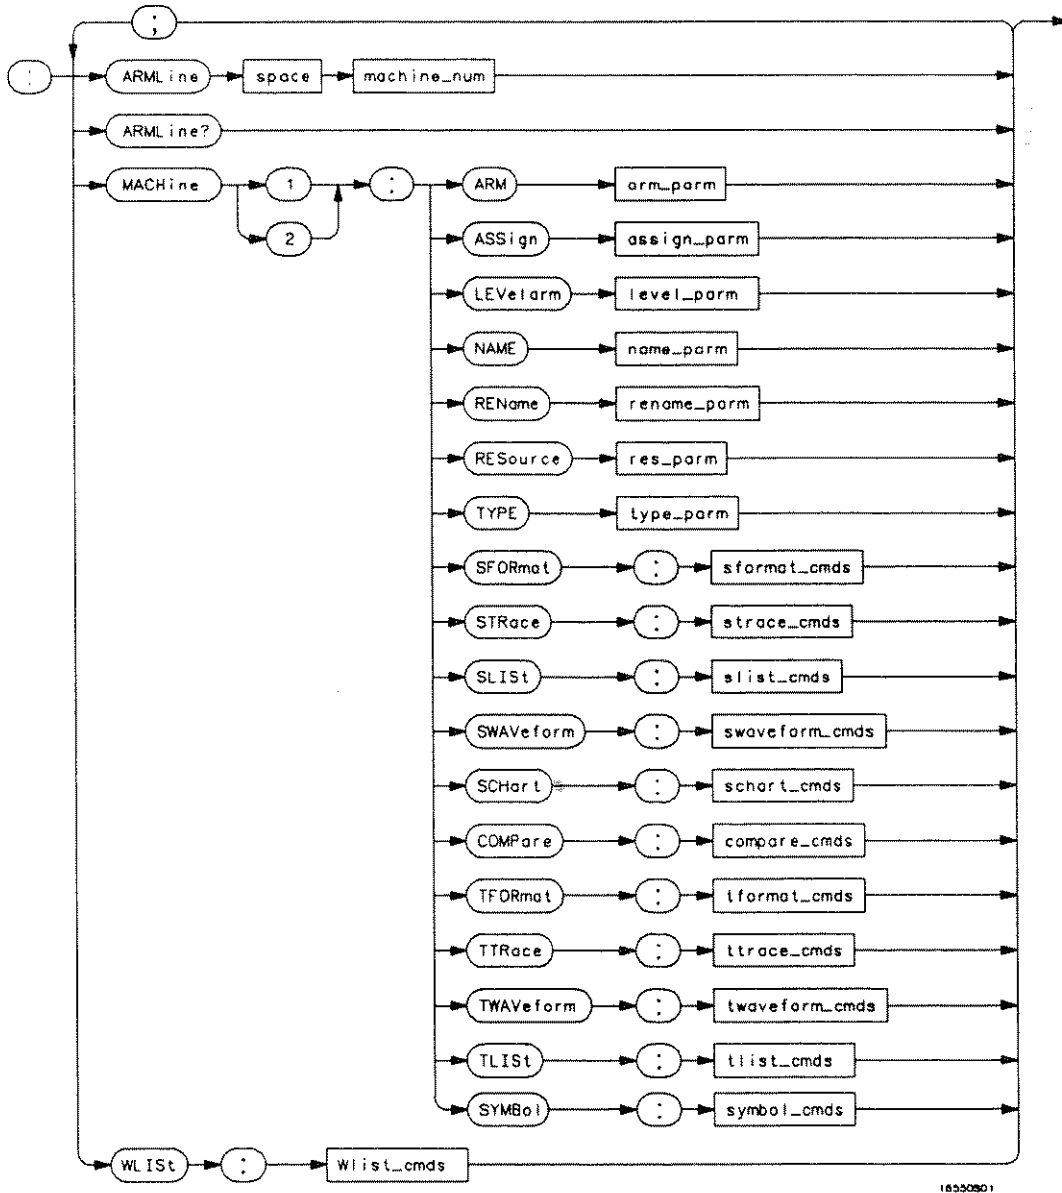 ;
: ARMLine space machine_num
ARMLine?
MACHine 1 : ARM arm_parm
2 ASSign assign_parm
LEVelarm level_parm
NAME name_parm
REName rename_parm
RESource res_parm
TYPE type_parm
SFORmat : sformat_cmds
STRace : strace_cmds
SLISt : slist_cmds
SWAVeform : swaveform_cmds
SCHart : schart_cmds
COMPare : compare_cmds
TFORmat : tformat_cmds
TTRace : ttrace_cmds
TWAVeform : twaveform_cmds
TLISt : tlist_cmds
SYMBol : symbol_cmds
WLISt : Wlist_cmds
16550B01